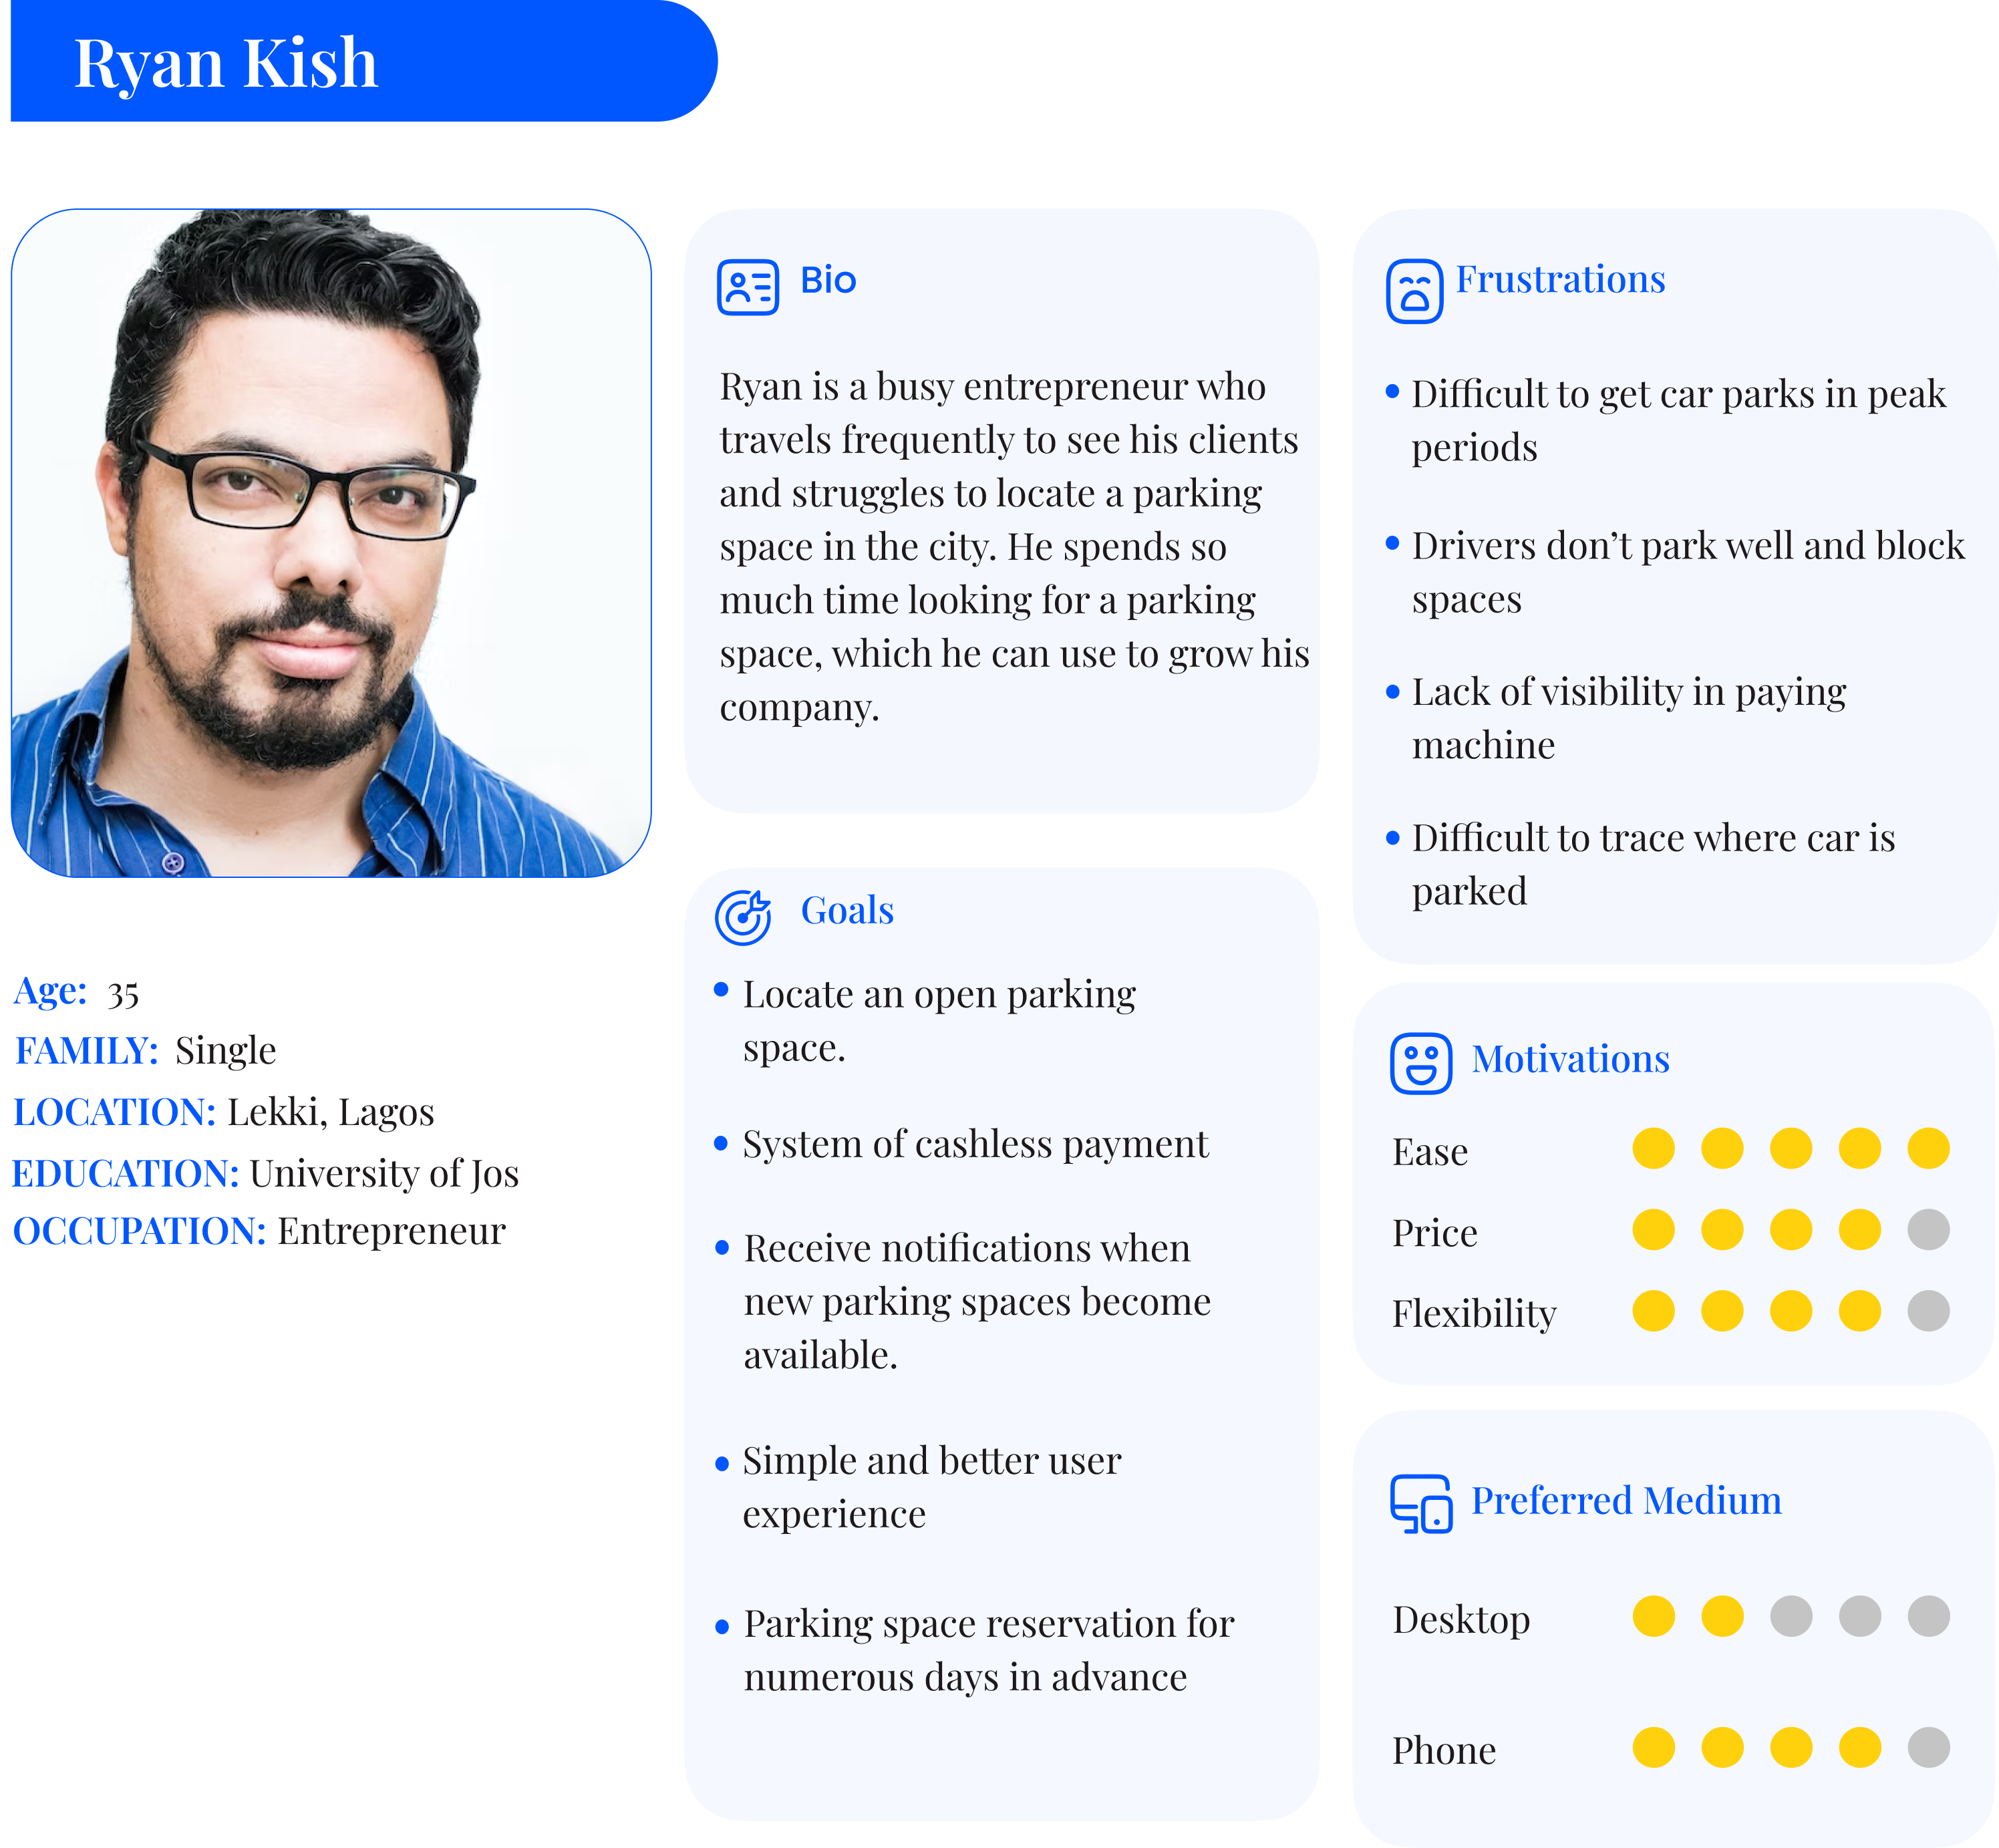 Ryan Kish
Age: 35
FAMILY: Single
LOCATION: Lekki, Lagos
EDUCATION: University of Jos
OCCUPATION: Entrepreneur
Bio
Ryan is a busy entrepreneur who
travels frequently to see his clients
and struggles to locate a parking
space in the city. He spends so
much time looking for a parking
space, which he can use to grow his
company.
Goals
Locate an open parking
space.
System of cashless payment
Receive notifications when
new parking spaces become
available.
Simple and better user
experience
Parking space reservation for
numerous days in advance
Frustrations
Difficult to get car parks in peak
periods
Drivers don’t park well and block
spaces
Lack of visibility in paying
machine
Difficult to trace where car is
parked
Motivations
Ease
Price
Flexibility
Preferred Medium
Desktop
Phone